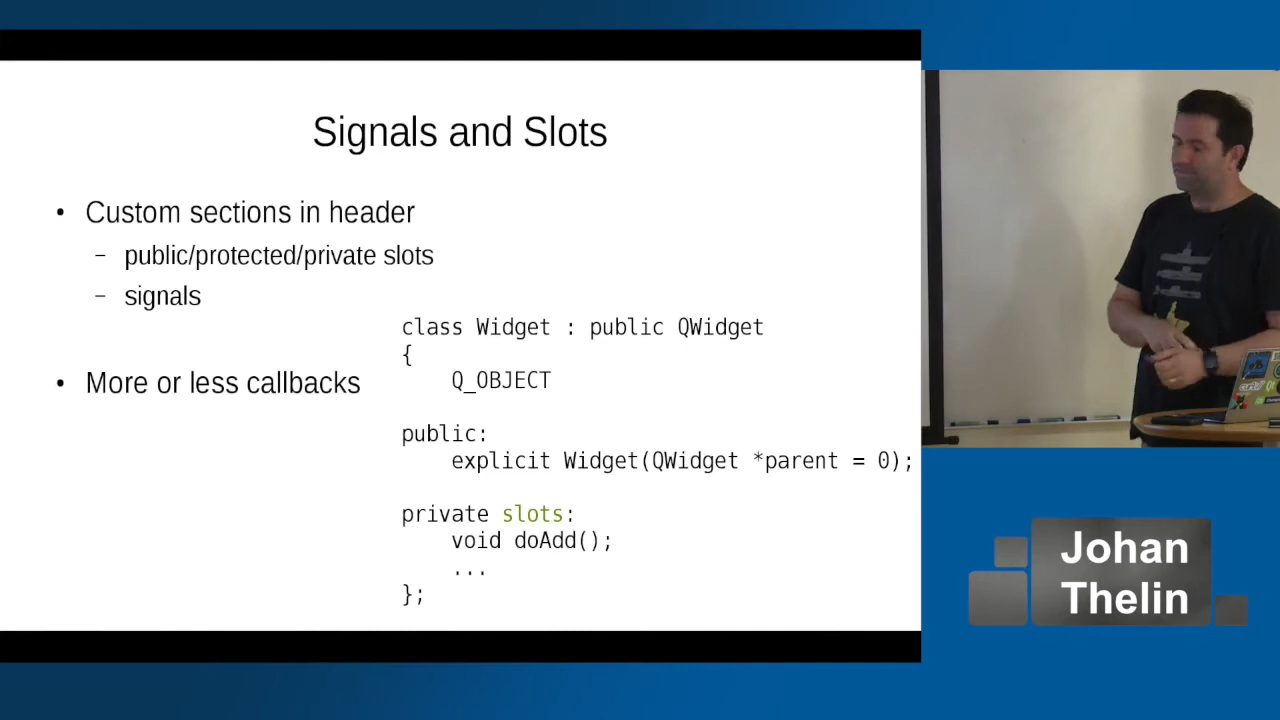 Signals and Slots
• Custom sections in header
– public/protected/private slots
– signals
• More or less callbacks
class Widget : public QWidget
{
Q_OBJECT
public:
explicit Widget(QWidget *parent = 0);
private slots:
void doAdd();
...
};
Johan
Thelin